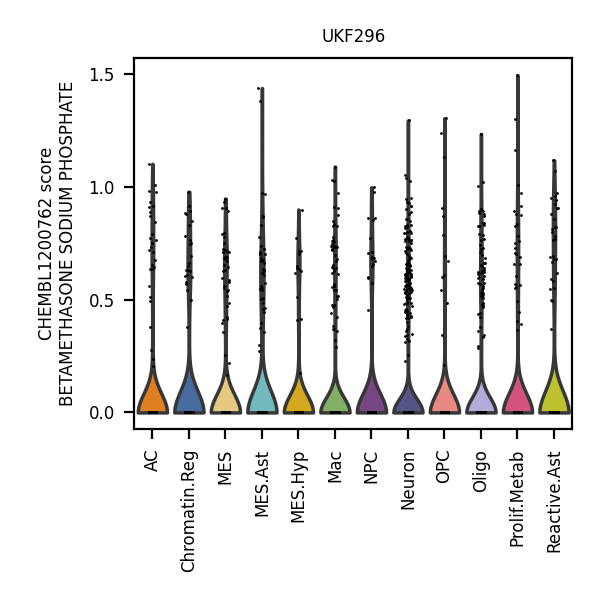 UKF296
CHEMBL1200762 score
BETAMETHASONE SODIUM PHOSPHATE
1.5
1.0
0.5
0.0
AC
Chromatin.Reg
MES
MES.Ast
MES.Hyp
Mac
NPC
Neuron
OPC
Oligo
Prolif.Metab
Reactive.Ast